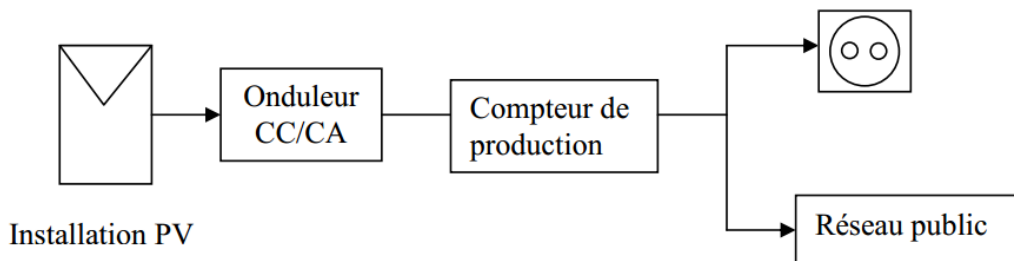 Onduleur
CC/CA
Compteur de
production
Installation PV
Réseau public